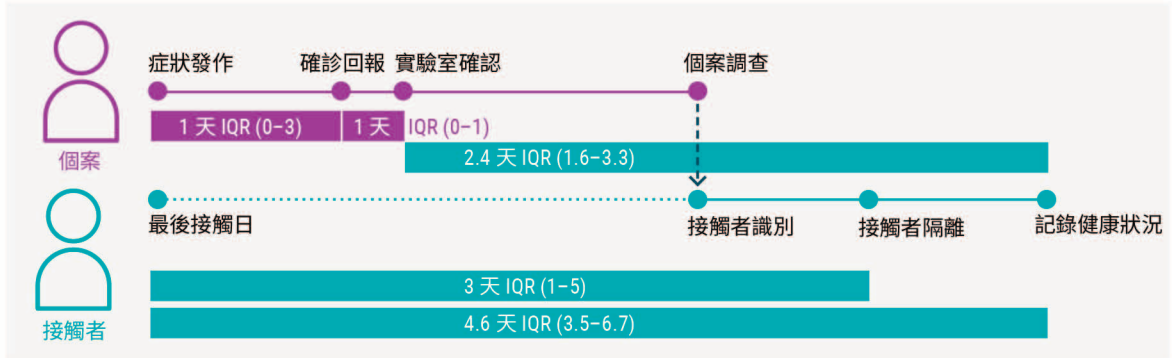 症狀發作
確診回報
實驗室確認
個案調查
1 天 IQR (0–3)
1 天
IQR (0–1)
2.4 天 IQR (1.6–3.3)
個案
最後接觸日
接觸者識別
接觸者隔離
記錄健康狀況
3 天 IQR (1–5)
4.6 天 IQR (3.5–6.7)
接觸者